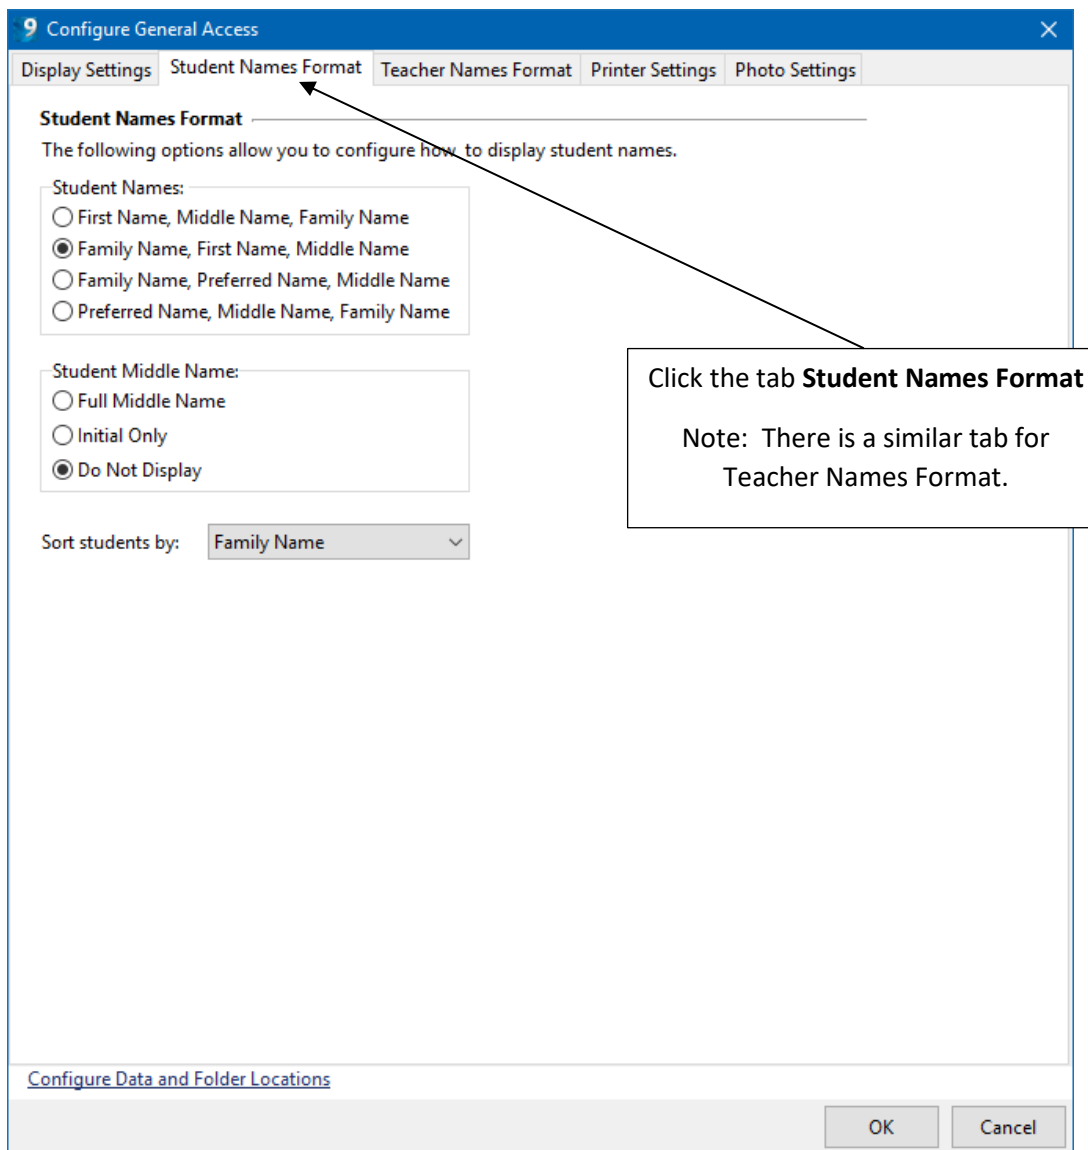 9 Configure General Access
Display Settings Student Names Format Teacher Names Format Printer Settings Photo Settings
Student Names Format
The following options allow you to configure how to display student names.
Student Names:
First Name, Middle Name, Family Name
Family Name, First Name, Middle Name
Family Name, Preferred Name, Middle Name
Preferred Name, Middle Name, Family Name
Student Middle Name:
Full Middle Name
Initial Only
Do Not Display
Sort students by: Family Name
Click the tab Student Names Format
Note: There is a similar tab for
Teacher Names Format.
Configure Data and Folder Locations
OK Cancel